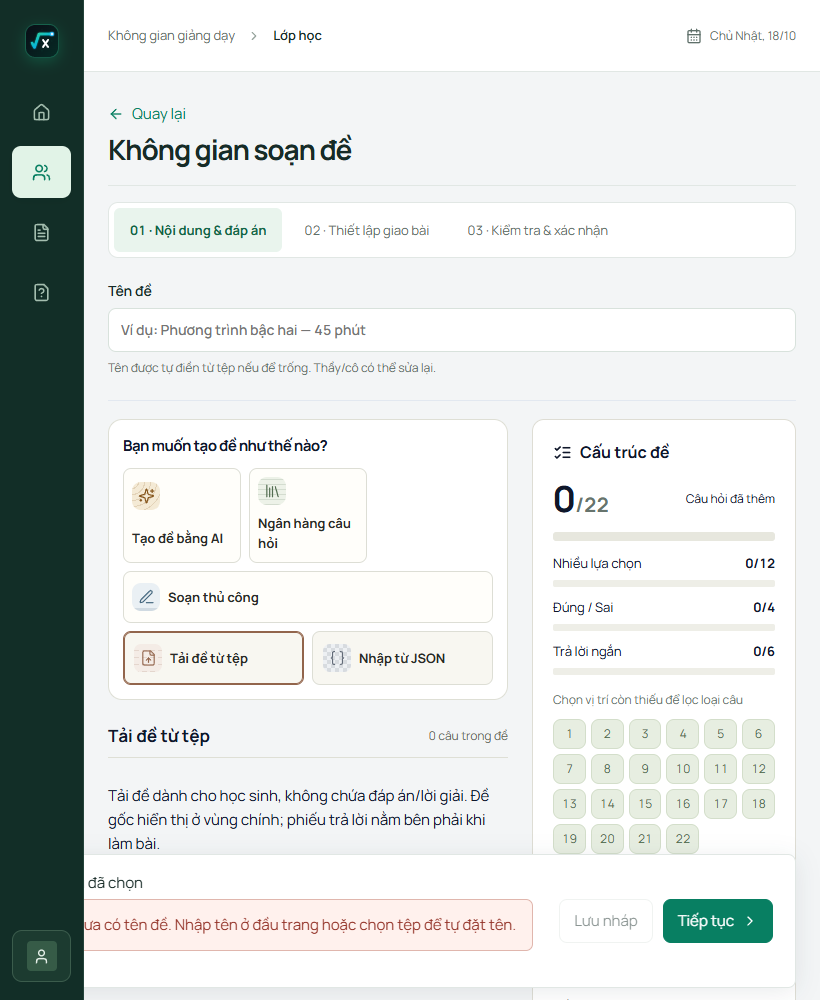 √x
Không gian giảng dạy > Lớp học
Chủ Nhật, 18/10
← Quay lại
Không gian soạn đề
01 · Nội dung & đáp án
02 · Thiết lập giao bài
03 · Kiểm tra & xác nhận
Tên đề
Ví dụ: Phương trình bậc hai — 45 phút
Tên được tự điền từ tệp nếu để trống. Thầy/cô có thể sửa lại.
Bạn muốn tạo đề như thế nào?
Tạo đề bằng AI
Ngân hàng câu
hỏi
Soạn thủ công
Tải đề từ tệp
Nhập từ JSON
Tải đề từ tệp
0 câu trong đề
Tải đề dành cho học sinh, không chứa đáp án/lời giải. Đề
gốc hiển thị ở vùng chính; phiếu trả lời nằm bên phải khi
làm bài.
Cấu trúc đề
0/22
Câu hỏi đã thêm
Nhiều lựa chọn 0/12
Đúng / Sai 0/4
Trả lời ngắn 0/6
Chọn vị trí còn thiếu để lọc loại câu
1 2 3 4 5 6
7 8 9 10 11 12
13 14 15 16 17 18
19 20 21 22
đã chọn
có tên đề. Nhập tên ở đầu trang hoặc chọn tệp để tự đặt tên.
Lưu nháp
Tiếp tục >